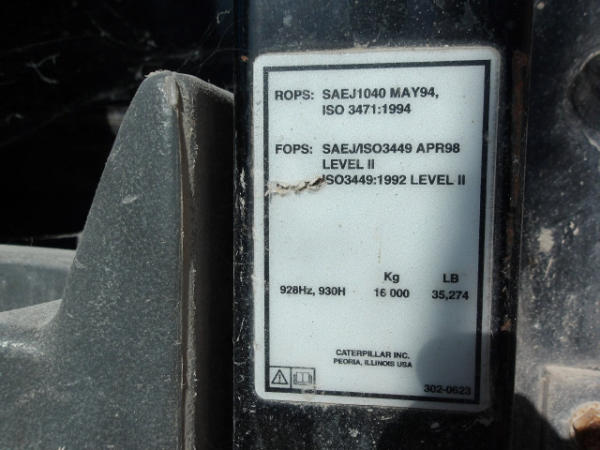 ROPS: SAEJ1040 MAY94,
ISO 3471:1994
FOPS: SAEJ/ISO3449 APR98
LEVEL II
ISO3449:1992 LEVEL II
Kg LB
928Hz, 930H 16 000 35,274
CATERPILLAR INC.
PEORIA, ILLINOIS USA
302-0623